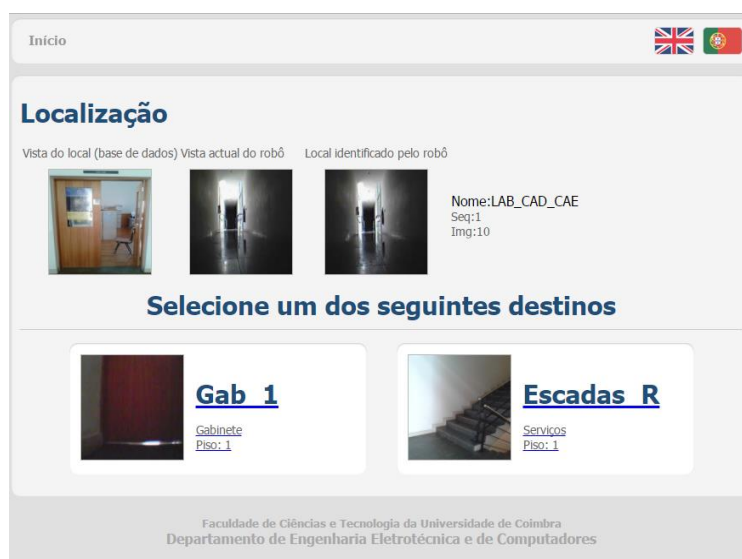 Início
Localização
Vista do local (base de dados) Vista actual do robô Local identificado pelo robô
Nome:LAB_CAD_CAE
Seq:1
Img:10
Selecione um dos seguintes destinos
Gab_1
Gabinete
Piso: 1
Escadas_R
Serviços
Piso: 1
Faculdade de Ciências e Tecnologia da Universidade de Coimbra
Departamento de Engenharia Eletrotécnica e de Computadores